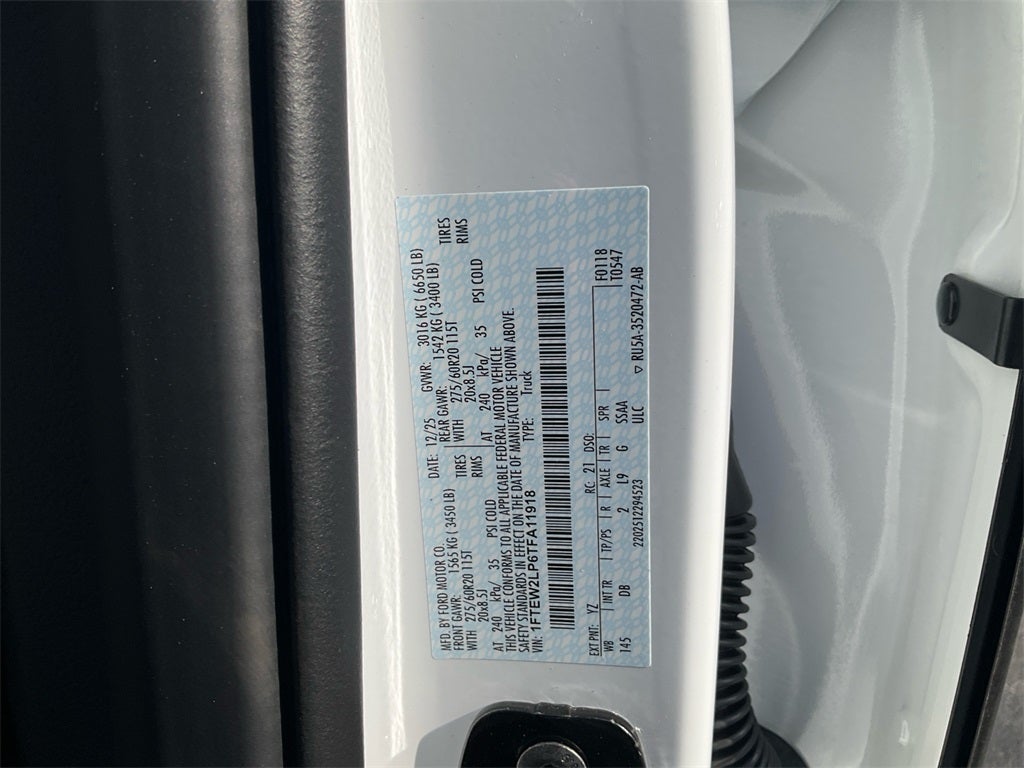 MFD. BY FORD MOTOR CO. DATE: 12/25 GVWR: 3016 KG ( 6650 LB)
FRONT GAWR: 1565 KG ( 3450 LB) REAR GAWR: 1542 KG ( 3400 LB)
WITH 275/60R20 115T TIRES WITH 275/60R20 115T TIRES
20x8.5J RIMS 20x8.5J RIMS
AT 240 kPa/ 35 PSI COLD AT 240 kPa/ 35 PSI COLD
THIS VEHICLE CONFORMS TO ALL APPLICABLE FEDERAL MOTOR VEHICLE
SAFETY STANDARDS IN EFFECT ON THE DATE OF MANUFACTURE SHOWN ABOVE.
VIN: 1FTEW2LP6TFA11918 TYPE: Truck
EXT PNT: YZ RC: 21 DSO: F0118
WB INT TR TP/PS R AXLE TR SPR T0547
145 DB 2 L9 G SSAA
2202512294523 ULC ▽ RU5A-3520472-AB